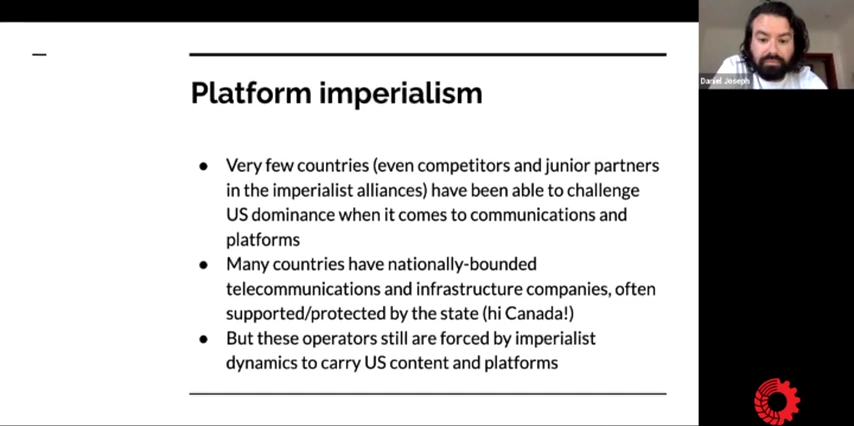 Platform imperialism
● Very few countries (even competitors and junior partners
in the imperialist alliances) have been able to challenge
US dominance when it comes to communications and
platforms
● Many countries have nationally-bounded
telecommunications and infrastructure companies, often
supported/protected by the state (hi Canada!)
● But these operators still are forced by imperialist
dynamics to carry US content and platforms
Daniel Joseph